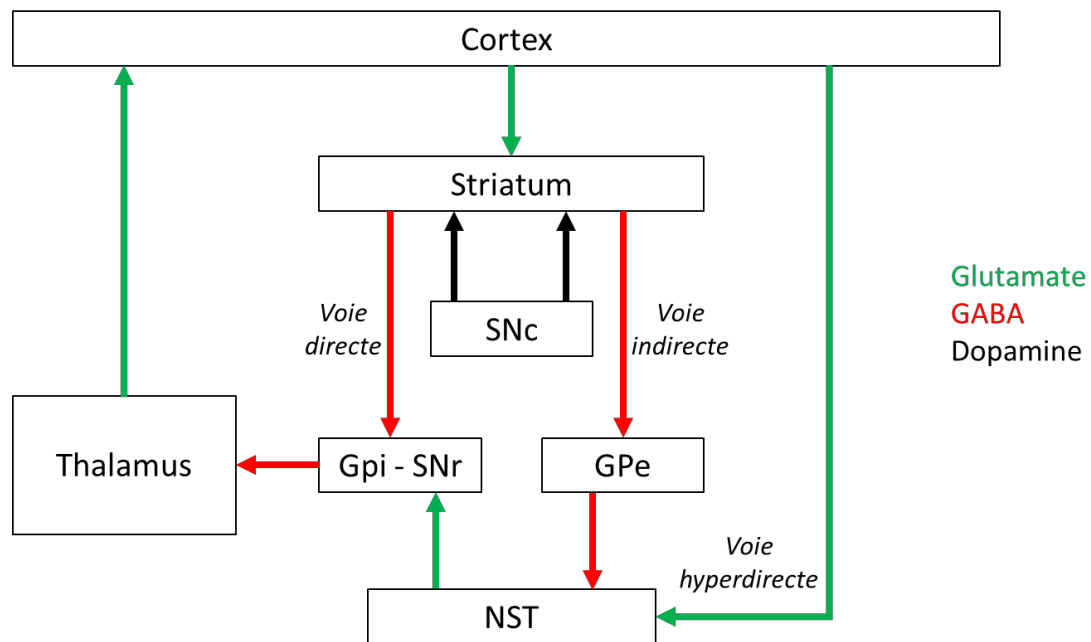 Cortex
Striatum
Voie
directe
SNc
Voie
indirecte
Glutamate
GABA
Dopamine
Thalamus
Gpi - SNr
GPe
Voie
hyperdirecte
NST